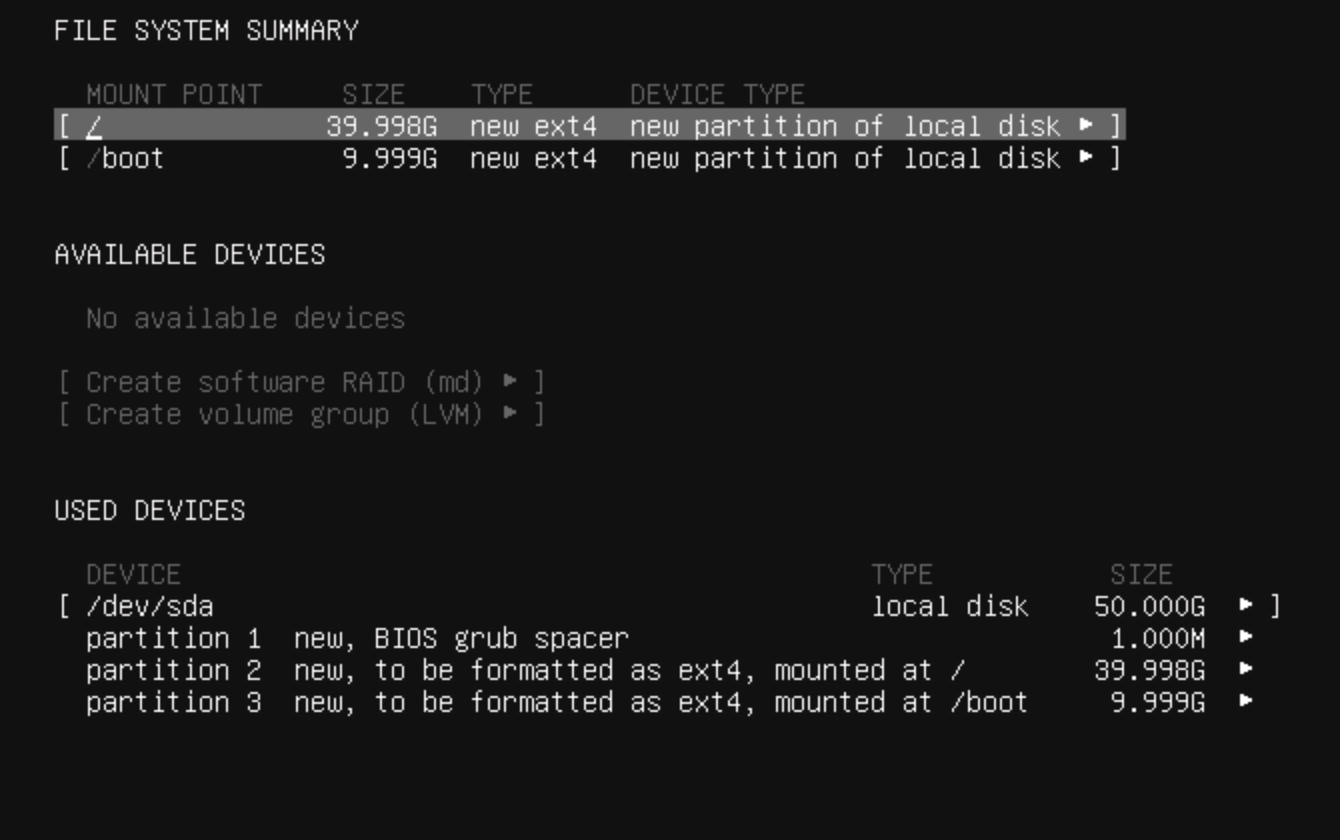 FILE SYSTEM SUMMARY
MOUNT POINT SIZE TYPE DEVICE TYPE
[ / 39.998G new ext4 new partition of local disk ▸ ]
[ /boot 9.999G new ext4 new partition of local disk ▸ ]
AVAILABLE DEVICES
No available devices
[ Create software RAID (md) ▸ ]
[ Create volume group (LVM) ▸ ]
USED DEVICES
DEVICE TYPE SIZE
[ /dev/sda local disk 50.000G ▸ ]
partition 1 new, BIOS grub spacer 1.000M ▸
partition 2 new, to be formatted as ext4, mounted at / 39.998G ▸
partition 3 new, to be formatted as ext4, mounted at /boot 9.999G ▸